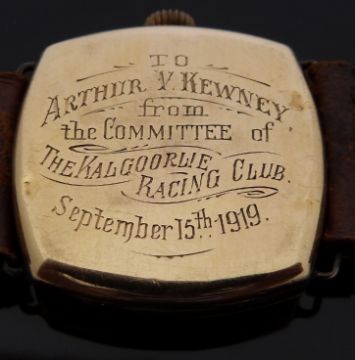 TO
ARTHUR V. KEWNEY
from
the COMMITTEE of
THE KALGOORLIE
RACING CLUB.
September 15th 1919.